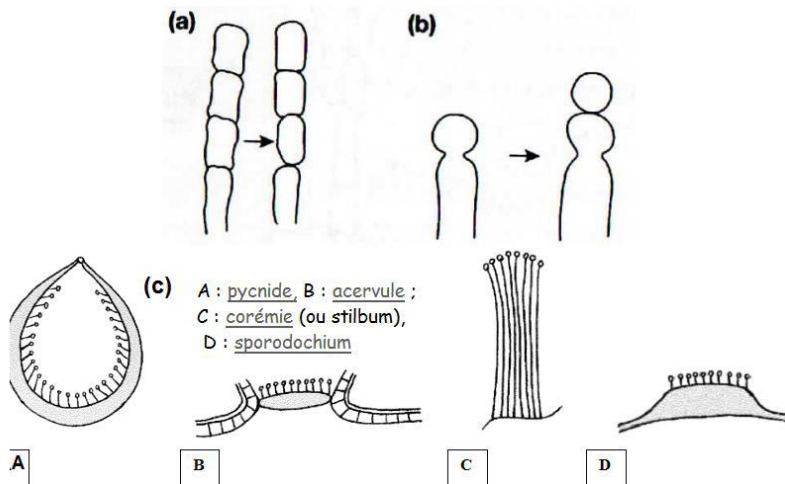 (a)
(b)
(c)
A : pycnide, B : acervule ;
C : corémie (ou stilbum),
D : sporodochium
A
B
C
D